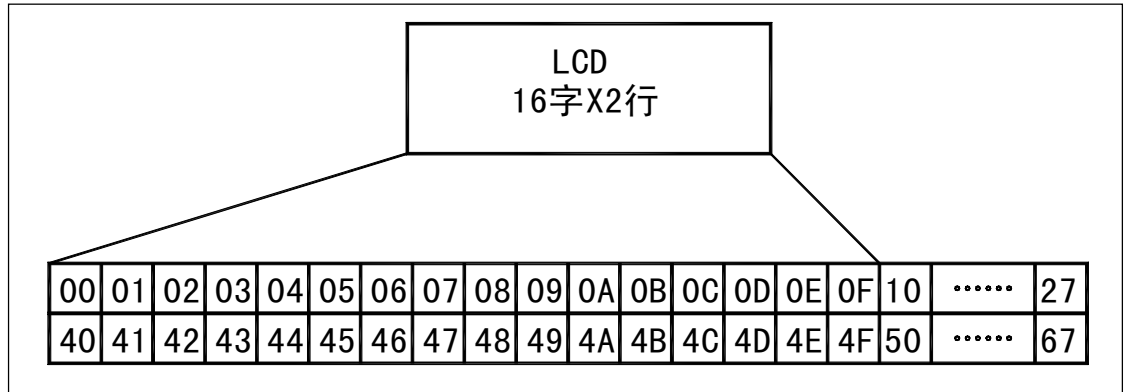 LCD
16字X2行
00 01 02 03 04 05 06 07 08 09 0A 0B 0C 0D 0E 0F 10 ⋯⋯ 27
40 41 42 43 44 45 46 47 48 49 4A 4B 4C 4D 4E 4F 50 ⋯⋯ 67